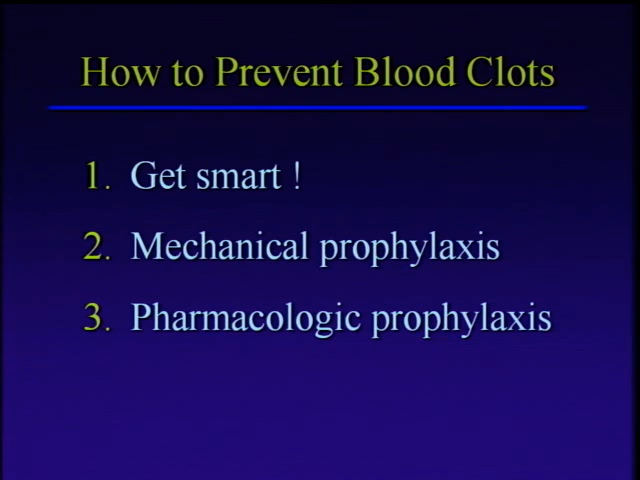 How to Prevent Blood Clots
1. Get smart !
2. Mechanical prophylaxis
3. Pharmacologic prophylaxis